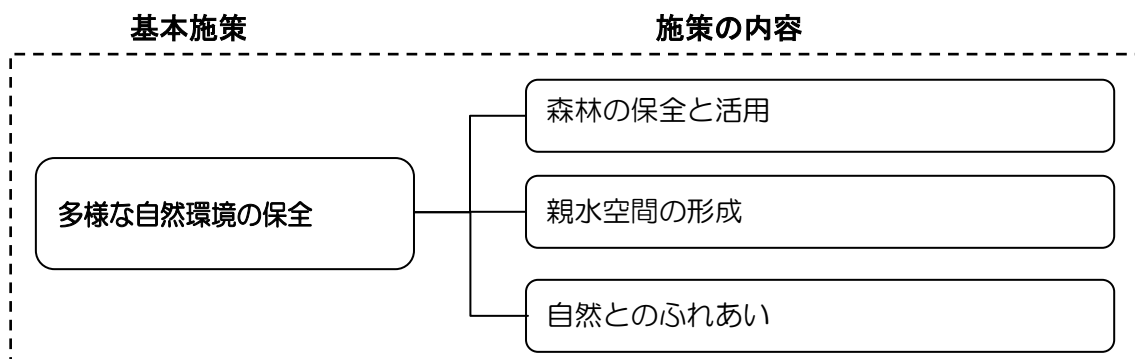 基本施策
施策の内容
多様な自然環境の保全
森林の保全と活用
親水空間の形成
自然とのふれあい